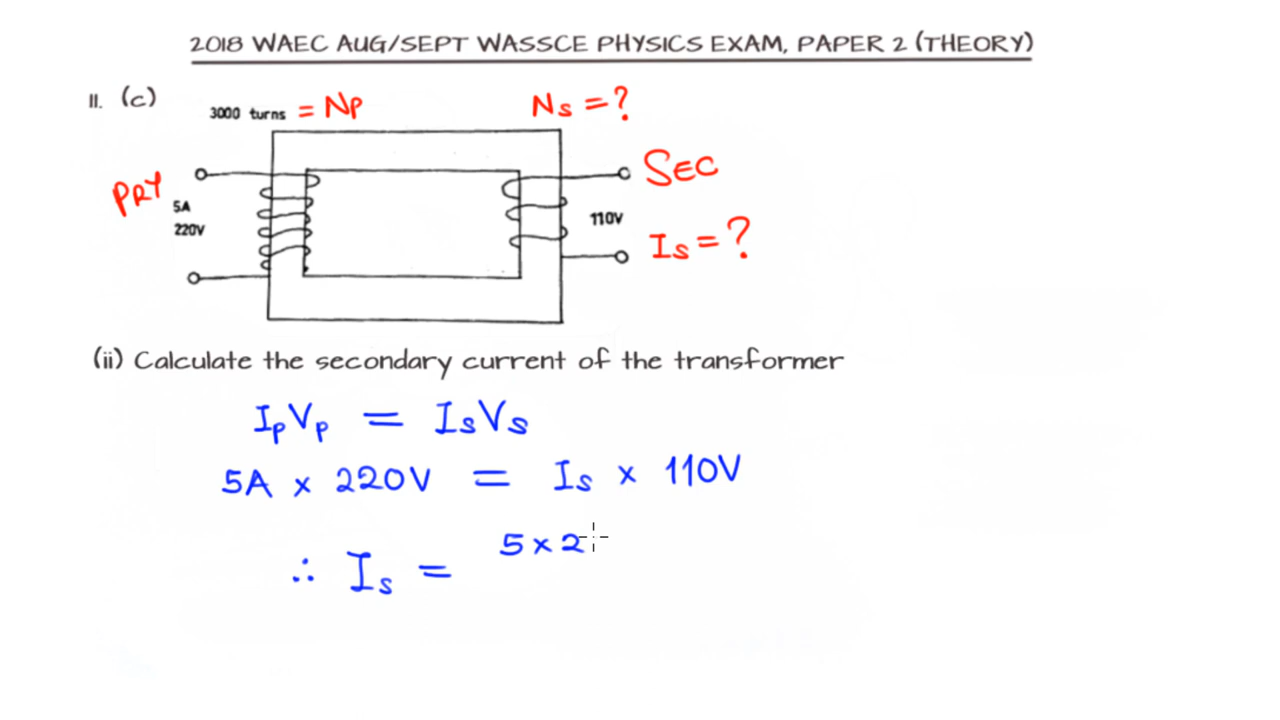 2018 WAEC AUG/SEPT WASSCE PHYSICS EXAM, PAPER 2 (THEORY)
11. (c)
3000 turns = Np
Ns = ?
PRY
SEC
5A
220V
110V
Is = ?
(ii) Calculate the secondary current of the transformer
IpVp = IsVs
5A × 220V = Is × 110V
∴ Is = 5 × 2